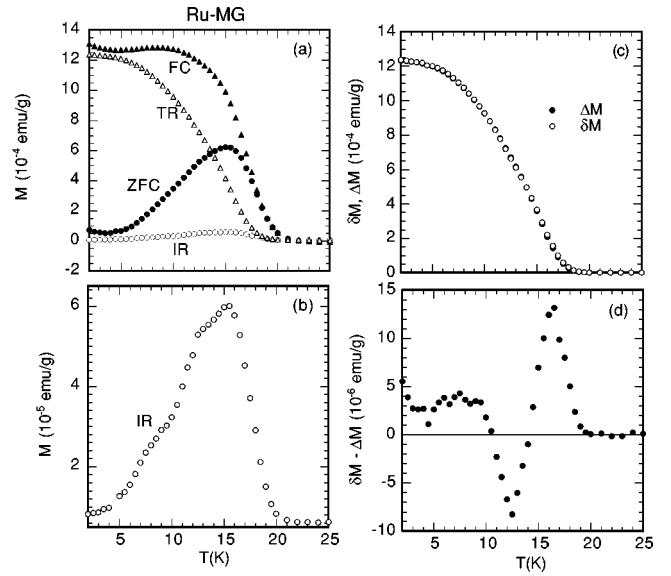 Ru-MG
14
12
10
8
6
4
2
0
-2
M (10⁻⁴ emu/g)
(a)
FC
TR
ZFC
IR
6
4
2
M (10⁻⁵ emu/g)
(b)
IR
5 10 15 20 25
T(K)
14
12
10
8
6
4
2
0
δM, ΔM (10⁻⁴ emu/g)
(c)
ΔM
δM
15
10
5
0
-5
-10
δM - ΔM (10⁻⁶ emu/g)
(d)
5 10 15 20 25
T(K)